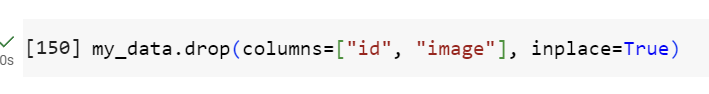 [150] my_data.drop(columns=["id", "image"], inplace=True)
0s